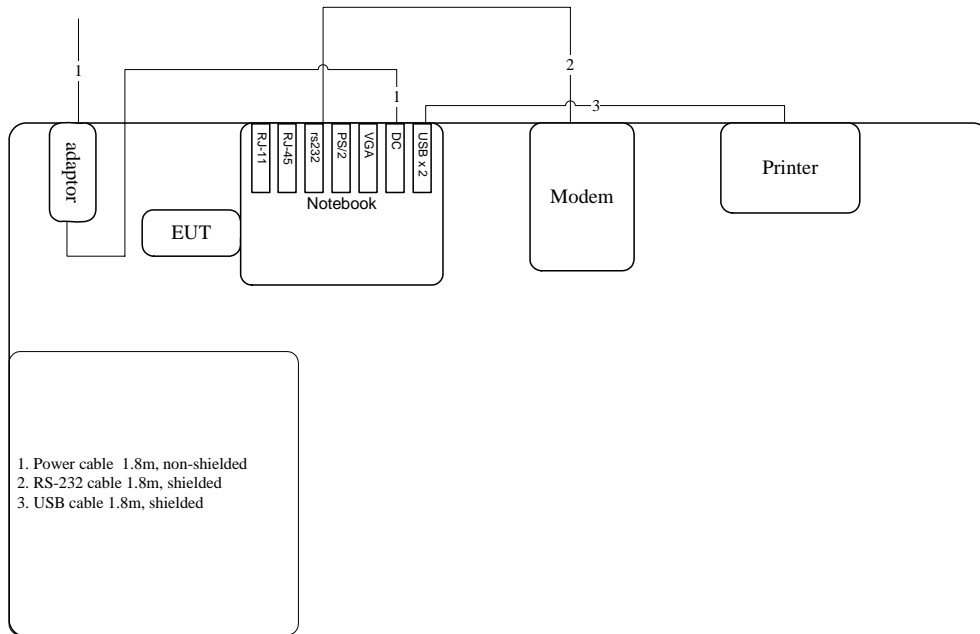 1
2
1
3
adaptor
RJ-11
RJ-45
rs232
PS/2
VGA
DC
USB x 2
Notebook
EUT
Modem
Printer
1. Power cable 1.8m, non-shielded
2. RS-232 cable 1.8m, shielded
3. USB cable 1.8m, shielded